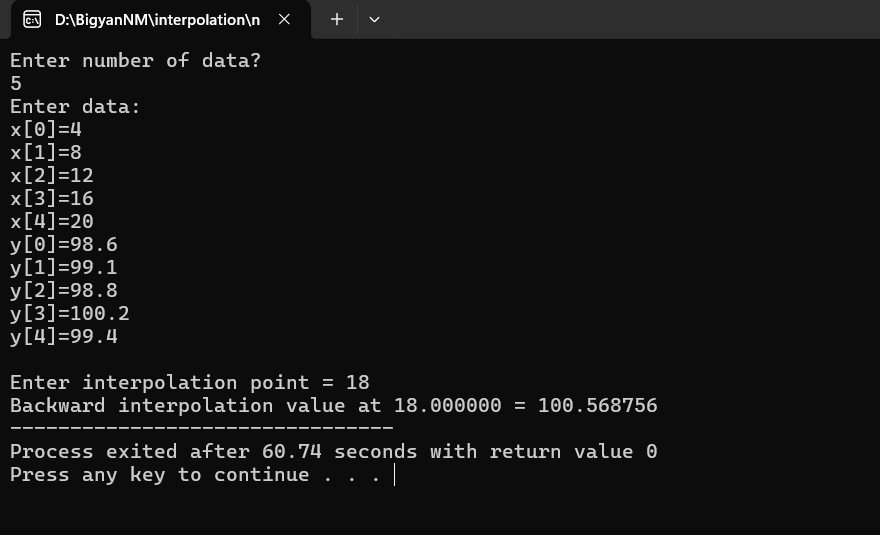 D:\BigyanNM\interpolation\n
Enter number of data?
5
Enter data:
x[0]=4
x[1]=8
x[2]=12
x[3]=16
x[4]=20
y[0]=98.6
y[1]=99.1
y[2]=98.8
y[3]=100.2
y[4]=99.4
Enter interpolation point = 18
Backward interpolation value at 18.000000 = 100.568756
--------------------------------
Process exited after 60.74 seconds with return value 0
Press any key to continue . . .